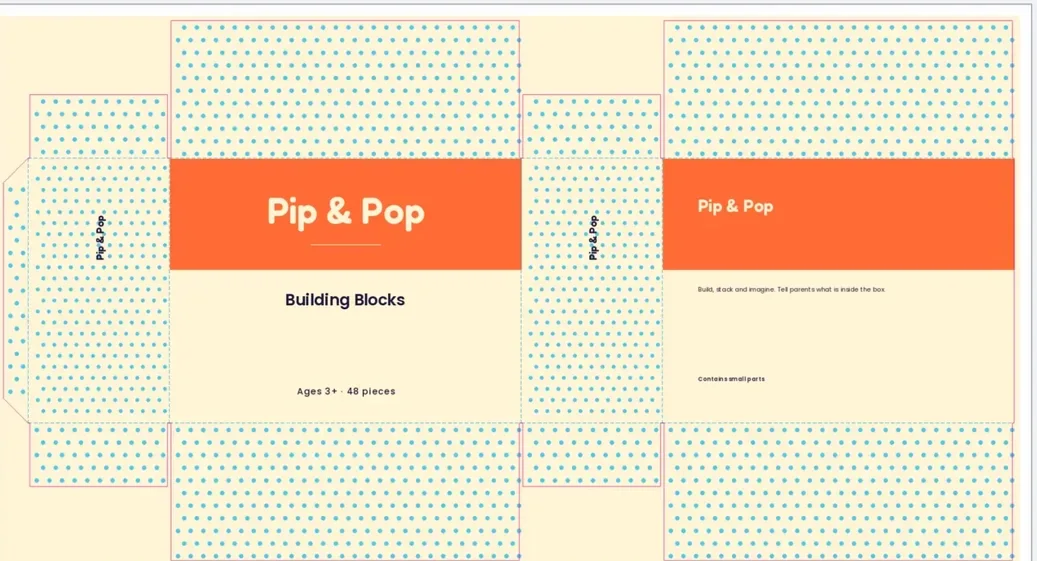 Pip & Pop
Pip & Pop
Building Blocks
Ages 3+ · 48 pieces
Pip & Pop
Pip & Pop
Build, stack and imagine. Tell parents what is inside the box.
Contains small parts